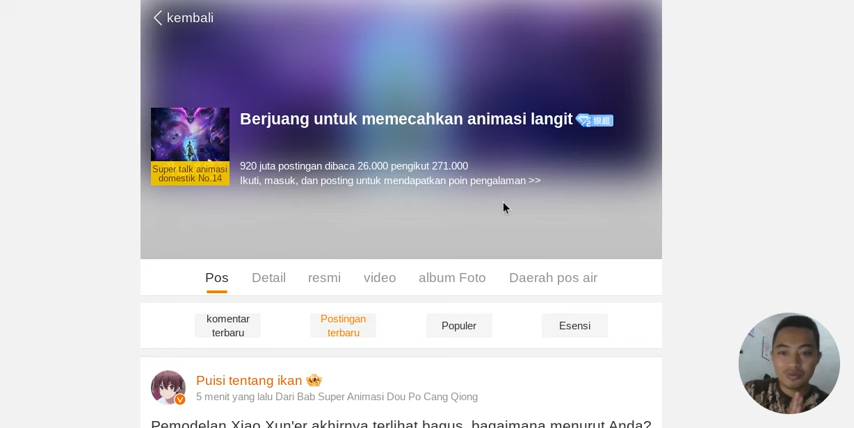 kembali
Berjuang untuk memecahkan animasi langit
Super talk animasi
domestik No.14
920 juta postingan dibaca 26.000 pengikut 271.000
Ikuti, masuk, dan posting untuk mendapatkan poin pengalaman >>
Pos Detail resmi video album Foto Daerah pos air
komentar
terbaru
Postingan
terbaru
Populer
Esensi
Puisi tentang ikan
5 menit yang lalu Dari Bab Super Animasi Dou Po Cang Qiong
Pemodelan Xiao Xun'er akhirnya terlihat bagus, bagaimana menurut Anda?